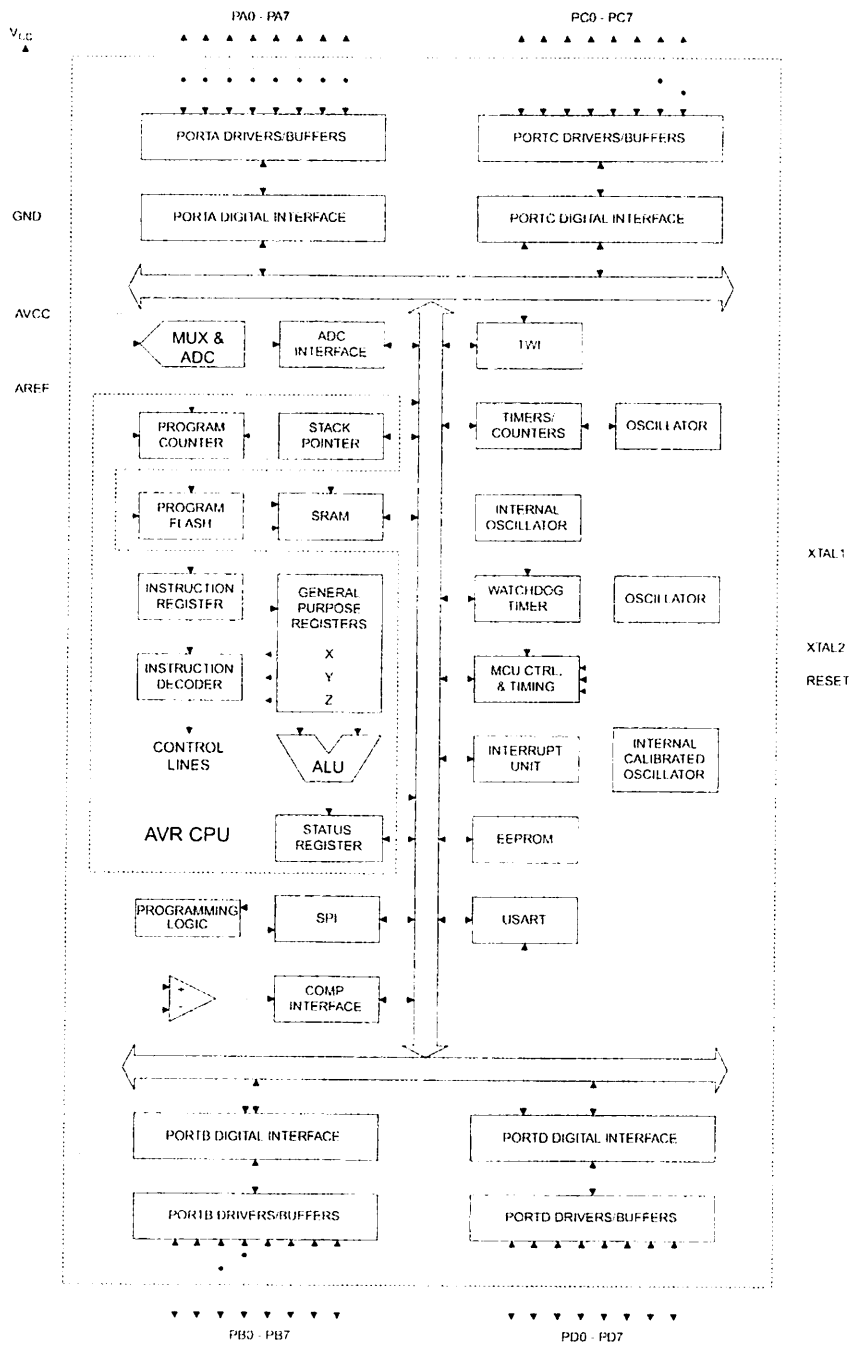 PA0 - PA7
PC0 - PC7
VCC
PORTA DRIVERS/BUFFERS
PORTC DRIVERS/BUFFERS
GND
PORTA DIGITAL INTERFACE
PORTC DIGITAL INTERFACE
AVCC
MUX &
ADC
ADC
INTERFACE
TWI
AREF
PROGRAM
COUNTER
STACK
POINTER
TIMERS/
COUNTERS
OSCILLATOR
PROGRAM
FLASH
SRAM
INTERNAL
OSCILLATOR
XTAL1
INSTRUCTION
REGISTER
GENERAL
PURPOSE
REGISTERS
X
Y
Z
WATCHDOG
TIMER
OSCILLATOR
XTAL2
INSTRUCTION
DECODER
MCU CTRL.
& TIMING
RESET
CONTROL
LINES
ALU
INTERRUPT
UNIT
INTERNAL
CALIBRATED
OSCILLATOR
AVR CPU
STATUS
REGISTER
EEPROM
PROGRAMMING
LOGIC
SPI
USART
+
-
COMP
INTERFACE
PORTB DIGITAL INTERFACE
PORTD DIGITAL INTERFACE
PORTB DRIVERS/BUFFERS
PORTD DRIVERS/BUFFERS
PB0 - PB7
PD0 - PD7